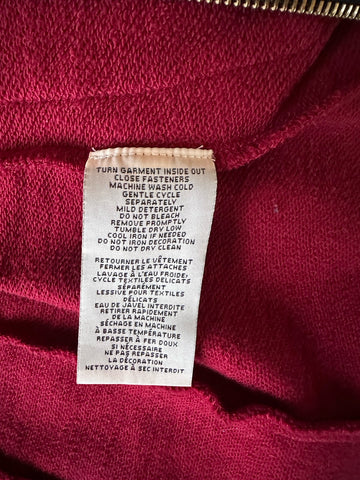 TURN GARMENT INSIDE OUT
CLOSE FASTENERS
MACHINE WASH COLD
GENTLE CYCLE
SEPARATELY
MILD DETERGENT
DO NOT BLEACH
REMOVE PROMPTLY
TUMBLE DRY LOW
COOL IRON IF NEEDED
DO NOT IRON DECORATION
DO NOT DRY CLEAN
RETOURNER LE VÊTEMENT
FERMER LES ATTACHES
LAVAGE À L'EAU FROIDE,
CYCLE TEXTILES DÉLICATS
SÉPARÉMENT
LESSIVE POUR TEXTILES
DÉLICATS
EAU DE JAVEL INTERDITE
RETIRER RAPIDEMENT
DE LA MACHINE
SÉCHAGE EN MACHINE
À BASSE TEMPÉRATURE
REPASSER À FER DOUX
SI NÉCESSAIRE
NE PAS REPASSER
LA DÉCORATION
NETTOYAGE À SEC INTERDIT